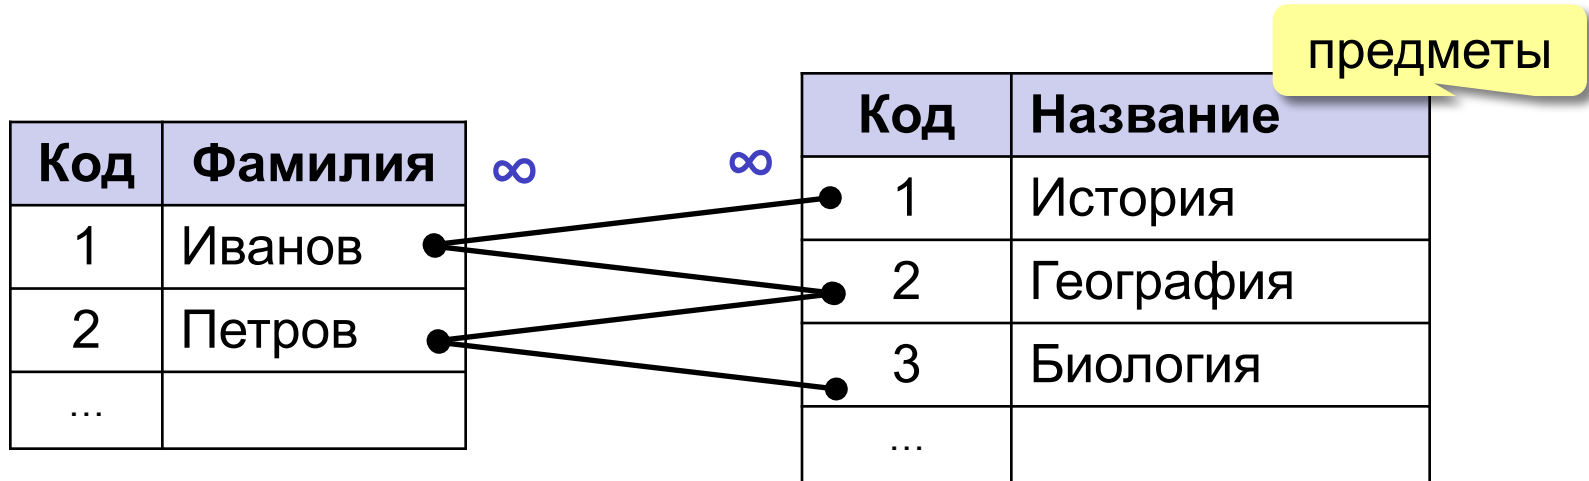 предметы
Код Название
Код Фамилия ∞ ∞
1 История
1 Иванов
2 География
2 Петров
3 Биология
...
...